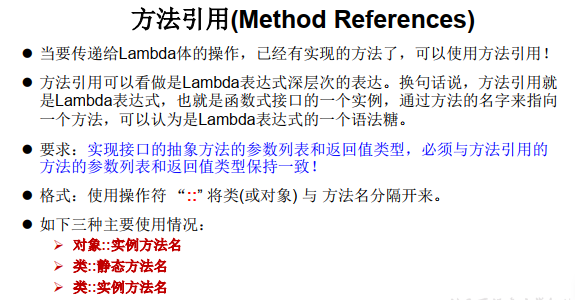 方法引用(Method References)
● 当要传递给Lambda体的操作，已经有实现的方法了，可以使用方法引用！
● 方法引用可以看做是Lambda表达式深层次的表达。换句话说，方法引用就
是Lambda表达式，也就是函数式接口的一个实例，通过方法的名字来指向
一个方法，可以认为是Lambda表达式的一个语法糖。
● 要求：实现接口的抽象方法的参数列表和返回值类型，必须与方法引用的
方法的参数列表和返回值类型保持一致！
● 格式：使用操作符 “::” 将类(或对象) 与 方法名分隔开来。
● 如下三种主要使用情况：
➢ 对象::实例方法名
➢ 类::静态方法名
➢ 类::实例方法名